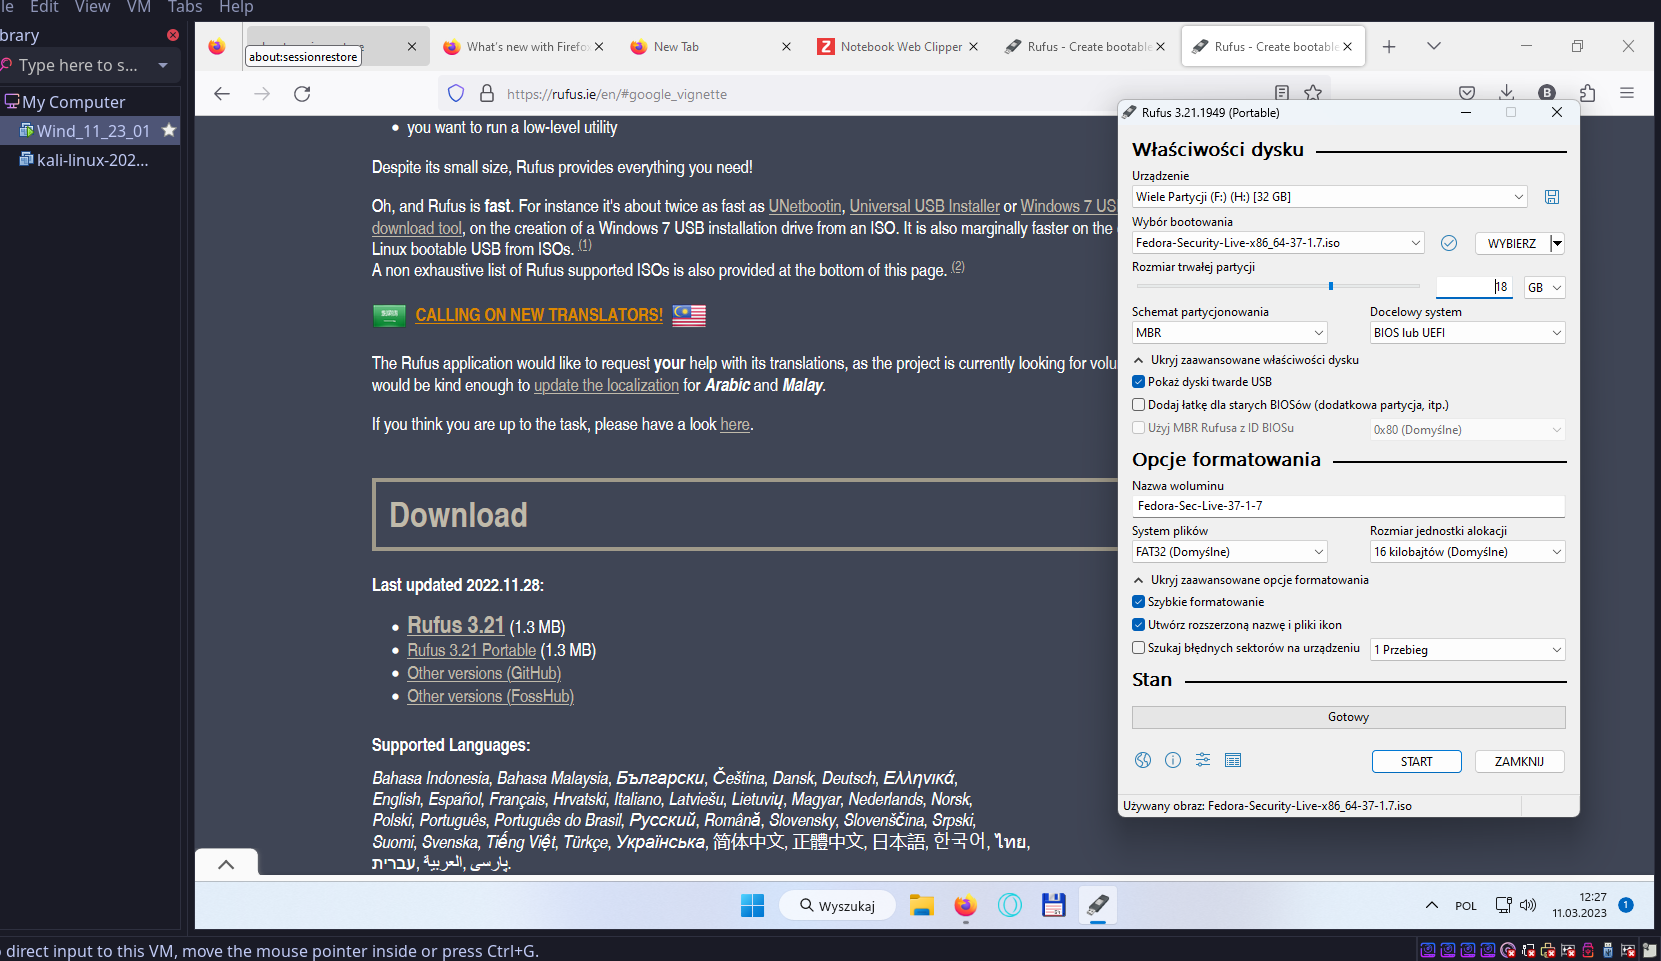 le Edit View VM Tabs Help
brary
Type here to s...
My Computer
Wind_11_23_01
kali-linux-202...
about:sessionrestore
What's new with Firefo
New Tab
Notebook Web Clipper
Rufus - Create bootable
Rufus - Create bootable
https://rufus.ie/en/#google_vignette
B
you want to run a low-level utility
Despite its small size, Rufus provides everything you need!
Oh, and Rufus is fast. For instance it's about twice as fast as UNetbootin, Universal USB Installer or Windows 7 US
download tool, on the creation of a Windows 7 USB installation drive from an ISO. It is also marginally faster on the
Linux bootable USB from ISOs. (1)
A non exhaustive list of Rufus supported ISOs is also provided at the bottom of this page. (2)
CALLING ON NEW TRANSLATORS!
The Rufus application would like to request your help with its translations, as the project is currently looking for volu
would be kind enough to update the localization for Arabic and Malay.
If you think you are up to the task, please have a look here.
Download
Last updated 2022.11.28:
Rufus 3.21 (1.3 MB)
Rufus 3.21 Portable (1.3 MB)
Other versions (GitHub)
Other versions (FossHub)
Supported Languages:
Bahasa Indonesia, Bahasa Malaysia, Български, Čeština, Dansk, Deutsch, Ελληνικά,
English, Español, Français, Hrvatski, Italiano, Latviešu, Lietuvių, Magyar, Nederlands, Norsk,
Polski, Português, Português do Brasil, Русский, Română, Slovensky, Slovenščina, Srpski,
Suomi, Svenska, Tiếng Việt, Türkçe, Українська, 简体中文, 正體中文, 日本語, 한국어, ไทย,
עברית, العربية, پارسی.
Rufus 3.21.1949 (Portable)
Właściwości dysku
Urządzenie
Wiele Partycji (F:) (H:) [32 GB]
Wybór bootowania
Fedora-Security-Live-x86_64-37-1.7.iso
WYBIERZ
Rozmiar trwałej partycji
18
GB
Schemat partycjonowania
Docelowy system
MBR
BIOS lub UEFI
Ukryj zaawansowane właściwości dysku
Pokaż dyski twarde USB
Dodaj łatkę dla starych BIOSów (dodatkowa partycja, itp.)
Użyj MBR Rufusa z ID BIOSu
0x80 (Domyślne)
Opcje formatowania
Nazwa woluminu
Fedora-Sec-Live-37-1-7
System plików
Rozmiar jednostki alokacji
FAT32 (Domyślne)
16 kilobajtów (Domyślne)
Ukryj zaawansowane opcje formatowania
Szybkie formatowanie
Utwórz rozszerzoną nazwę i pliki ikon
Szukaj błędnych sektorów na urządzeniu
1 Przebieg
Stan
Gotowy
START
ZAMKNIJ
Używany obraz: Fedora-Security-Live-x86_64-37-1.7.iso
Wyszukaj
POL
12:27
11.03.2023
1
direct input to this VM, move the mouse pointer inside or press Ctrl+G.